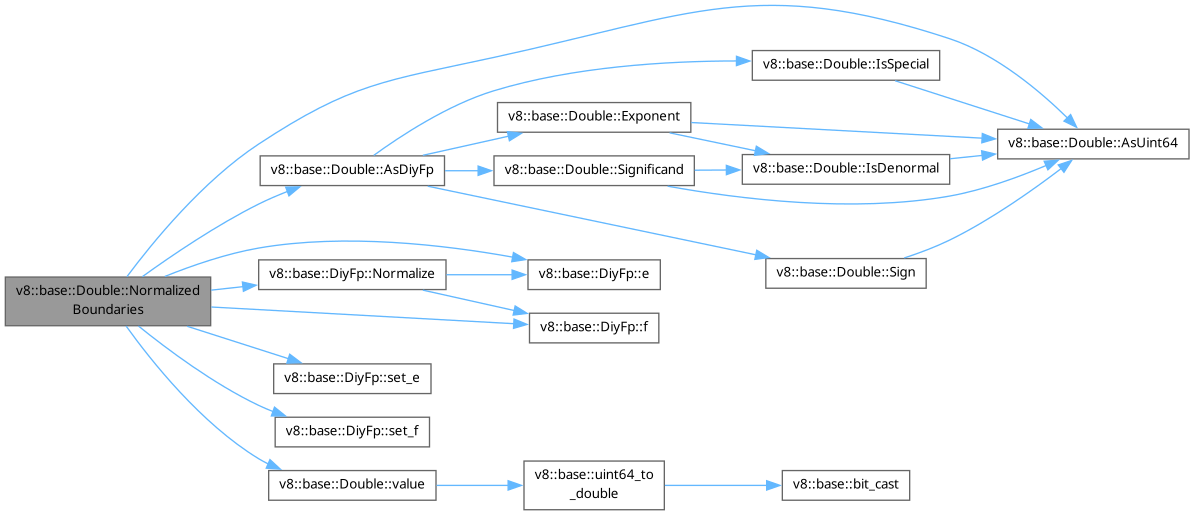 v8::base::Double::IsSpecial
v8::base::Double::Exponent
v8::base::Double::AsUint64
v8::base::Double::AsDiyFp
v8::base::Double::Significand
v8::base::Double::IsDenormal
v8::base::DiyFp::Normalize
v8::base::DiyFp::e
v8::base::Double::Sign
v8::base::Double::Normalized
Boundaries
v8::base::DiyFp::f
v8::base::DiyFp::set_e
v8::base::DiyFp::set_f
v8::base::Double::value
v8::base::uint64_to
_double
v8::base::bit_cast